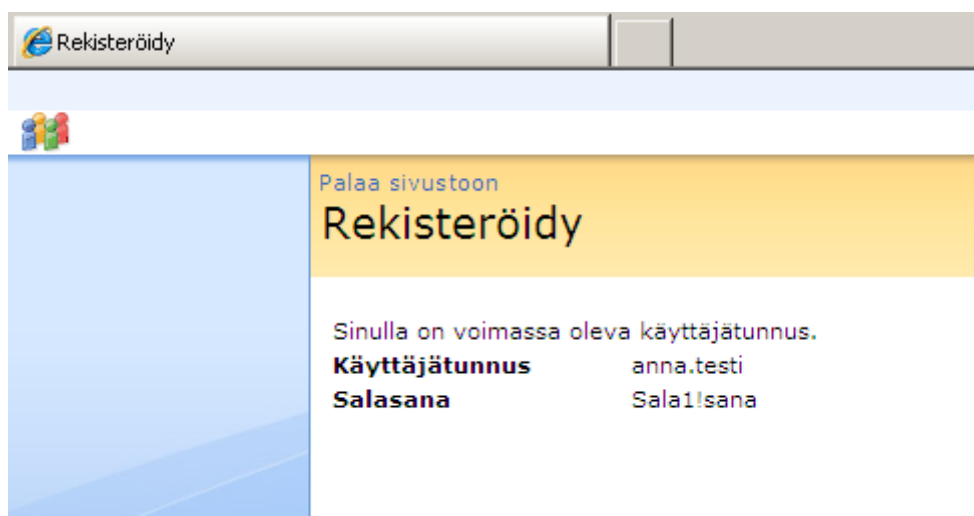 Rekisteröidy
Palaa sivustoon
Rekisteröidy
Sinulla on voimassa oleva käyttäjätunnus.
Käyttäjätunnus anna.testi
Salasana Sala1!sana